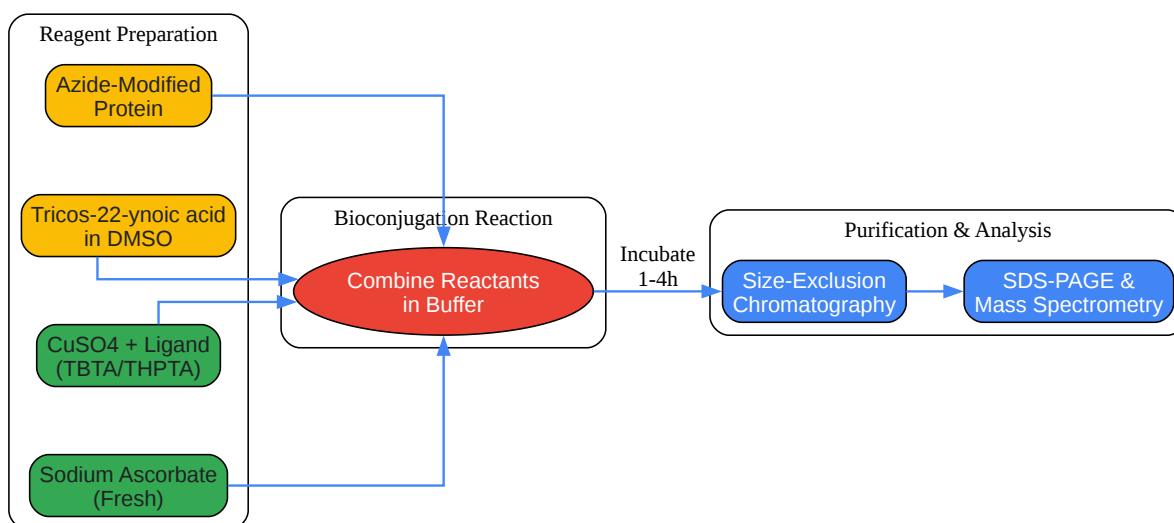 Reagent Preparation
Azide-Modified
Protein
Tricos-22-ynoic acid
in DMSO
CuSO4 + Ligand
(TBTA/THPTA)
Sodium Ascorbate
(Fresh)
Bioconjugation Reaction
Combine Reactants
in Buffer
Incubate
1-4h
Purification & Analysis
Size-Exclusion
Chromatography
SDS-PAGE &
Mass Spectrometry